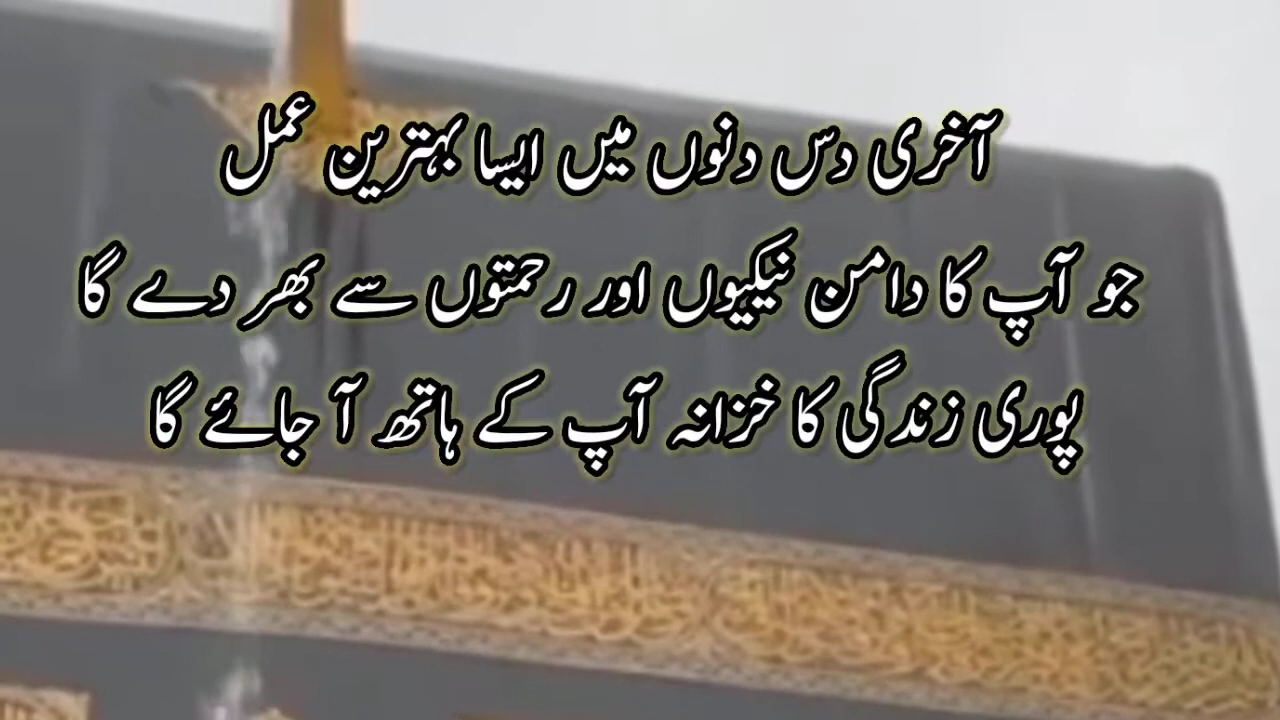 آخری دس دنوں میں ایسا بہترین عمل
جو آپ کا دامن نیکیوں اور رحمتوں سے بھر دے گا
پوری زندگی کا خزانہ آپ کے ہاتھ آ جائے گا